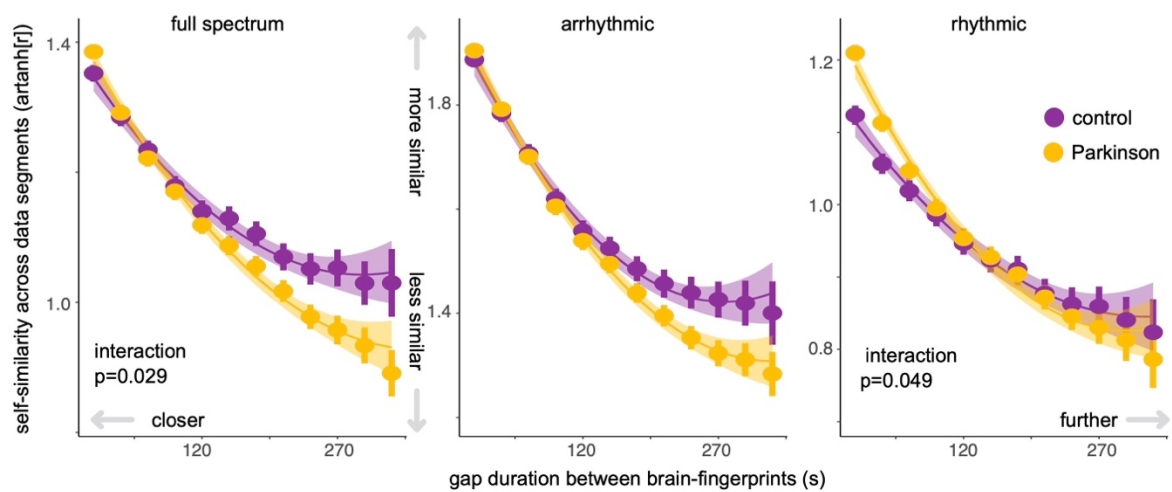 full spectrum
arrhythmic
rhythmic
self-similarity across data segments (artanh[r])
1.4
1.0
more similar
less similar
interaction
p=0.029
closer
120
270
1.8
1.4
120
270
1.2
1.0
0.8
control
Parkinson
interaction
p=0.049
further
120
270
gap duration between brain-fingerprints (s)